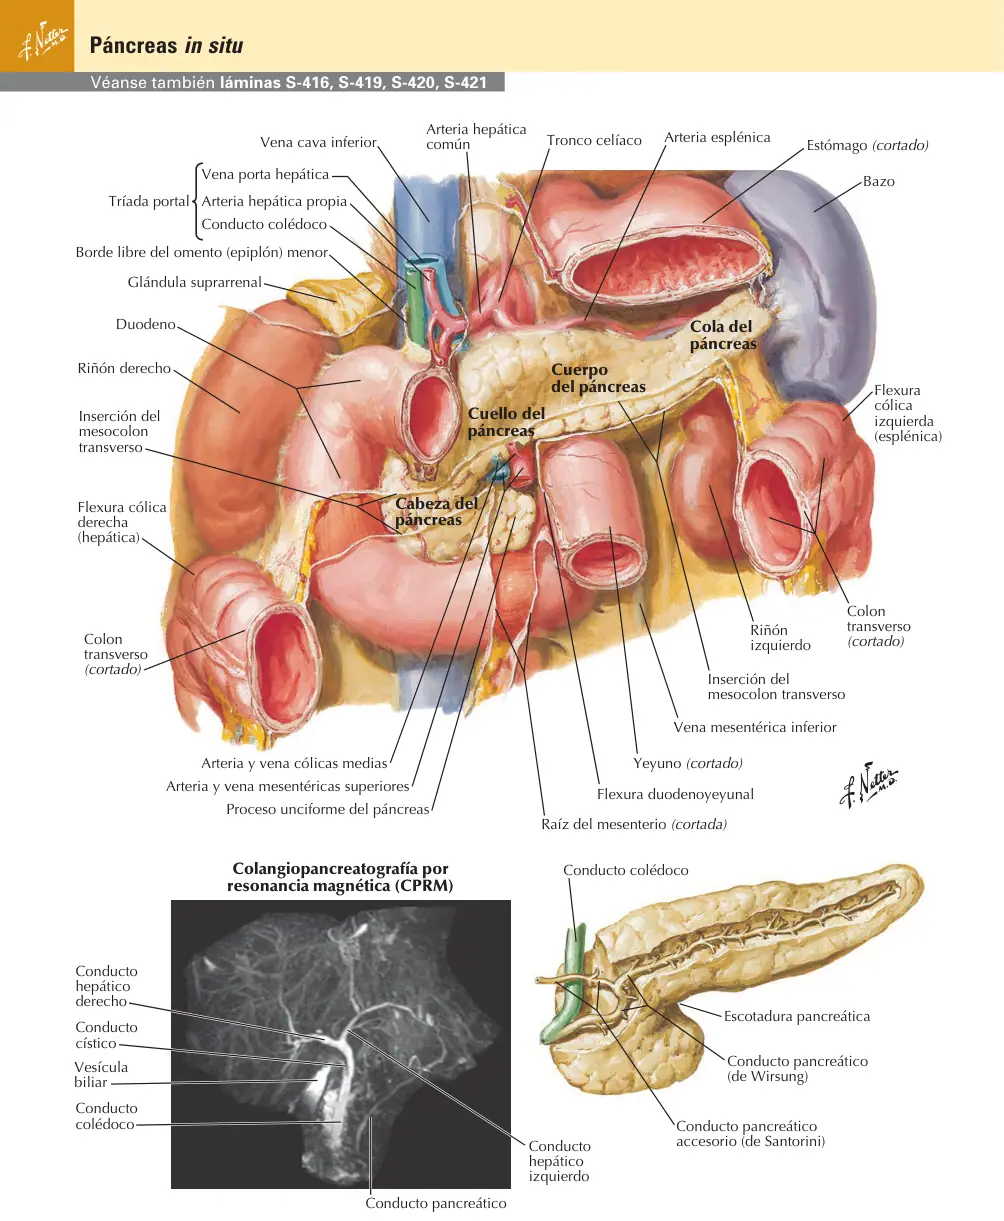 F. Netter M.D.
Páncreas in situ
Véanse también láminas S-416, S-419, S-420, S-421
Vena cava inferior
Arteria hepática
común
Tronco celíaco
Arteria esplénica
Estómago (cortado)
Bazo
Tríada portal
Vena porta hepática
Arteria hepática propia
Conducto colédoco
Borde libre del omento (epiplón) menor
Glándula suprarrenal
Duodeno
Riñón derecho
Inserción del
mesocolon
transverso
Flexura cólica
derecha
(hepática)
Colon
transverso
(cortado)
Cola del
páncreas
Cuerpo
del páncreas
Cuello del
páncreas
Cabeza del
páncreas
Flexura
cólica
izquierda
(esplénica)
Colon
transverso
(cortado)
Riñón
izquierdo
Inserción del
mesocolon transverso
Vena mesentérica inferior
Yeyuno (cortado)
Flexura duodenoyeyunal
Raíz del mesenterio (cortada)
Arteria y vena cólicas medias
Arteria y vena mesentéricas superiores
Proceso unciforme del páncreas
F. Netter M.D.
Colangiopancreatografía por
resonancia magnética (CPRM)
Conducto
hepático
derecho
Conducto
cístico
Vesícula
biliar
Conducto
colédoco
Conducto
hepático
izquierdo
Conducto pancreático
Conducto colédoco
Escotadura pancreática
Conducto pancreático
(de Wirsung)
Conducto pancreático
accesorio (de Santorini)